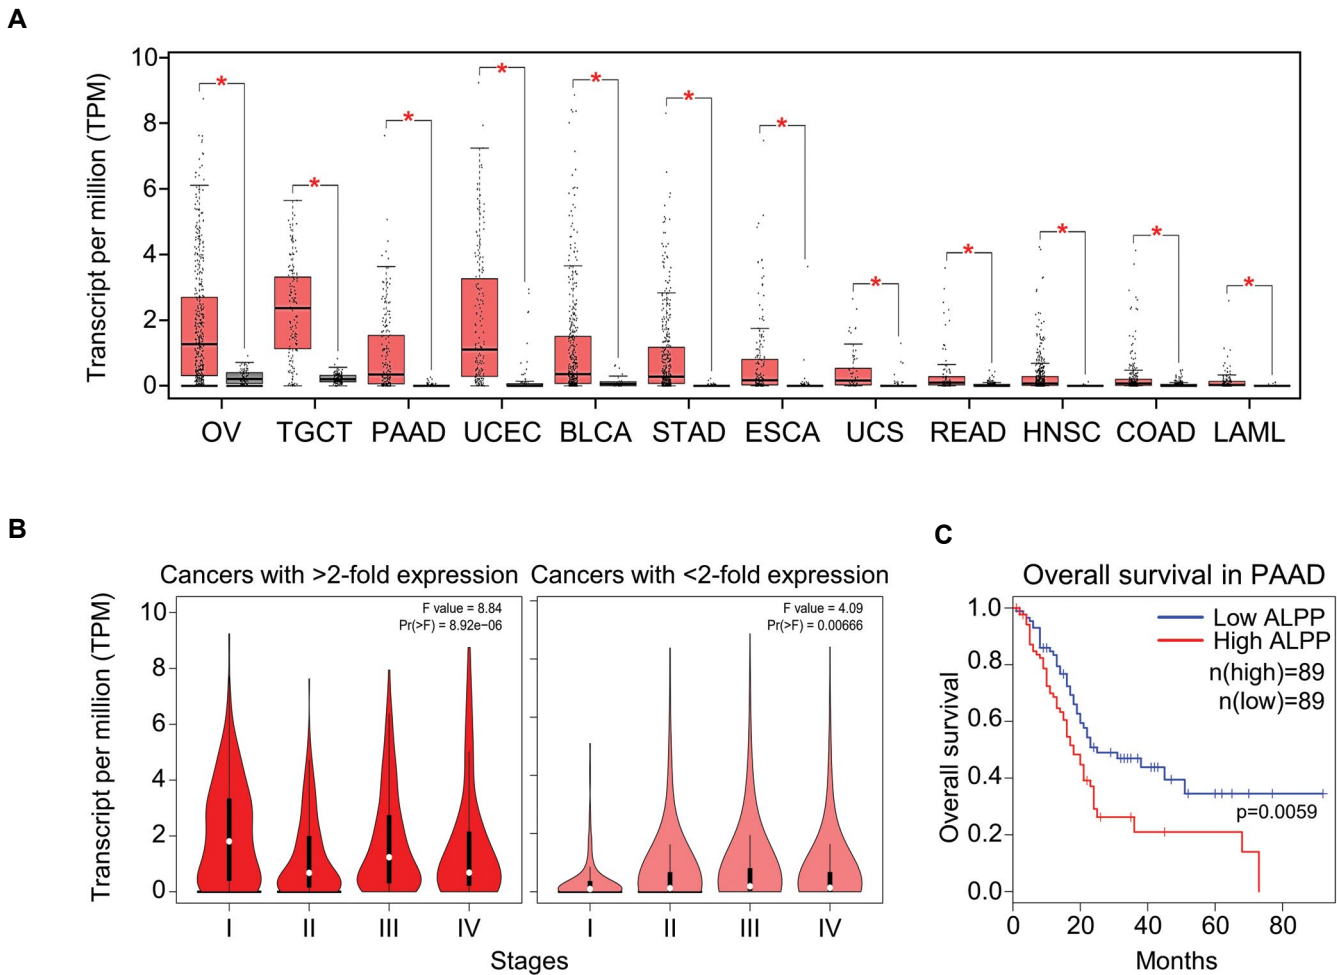 A
Transcript per million (TPM)
10
8
6
4
2
0
* * * * * * * * * * * *
OV TGCT PAAD UCEC BLCA STAD ESCA UCS READ HNSC COAD LAML
B
Cancers with >2-fold expression
Cancers with <2-fold expression
Transcript per million (TPM)
10
8
6
4
2
0
F value = 8.84
Pr(>F) = 8.92e−06
F value = 4.09
Pr(>F) = 0.00666
I II III IV
I II III IV
Stages
C
Overall survival in PAAD
Overall survival
1.0
0.8
0.6
0.4
0.2
0.0
Low ALPP
High ALPP
n(high)=89
n(low)=89
p=0.0059
0 20 40 60 80
Months